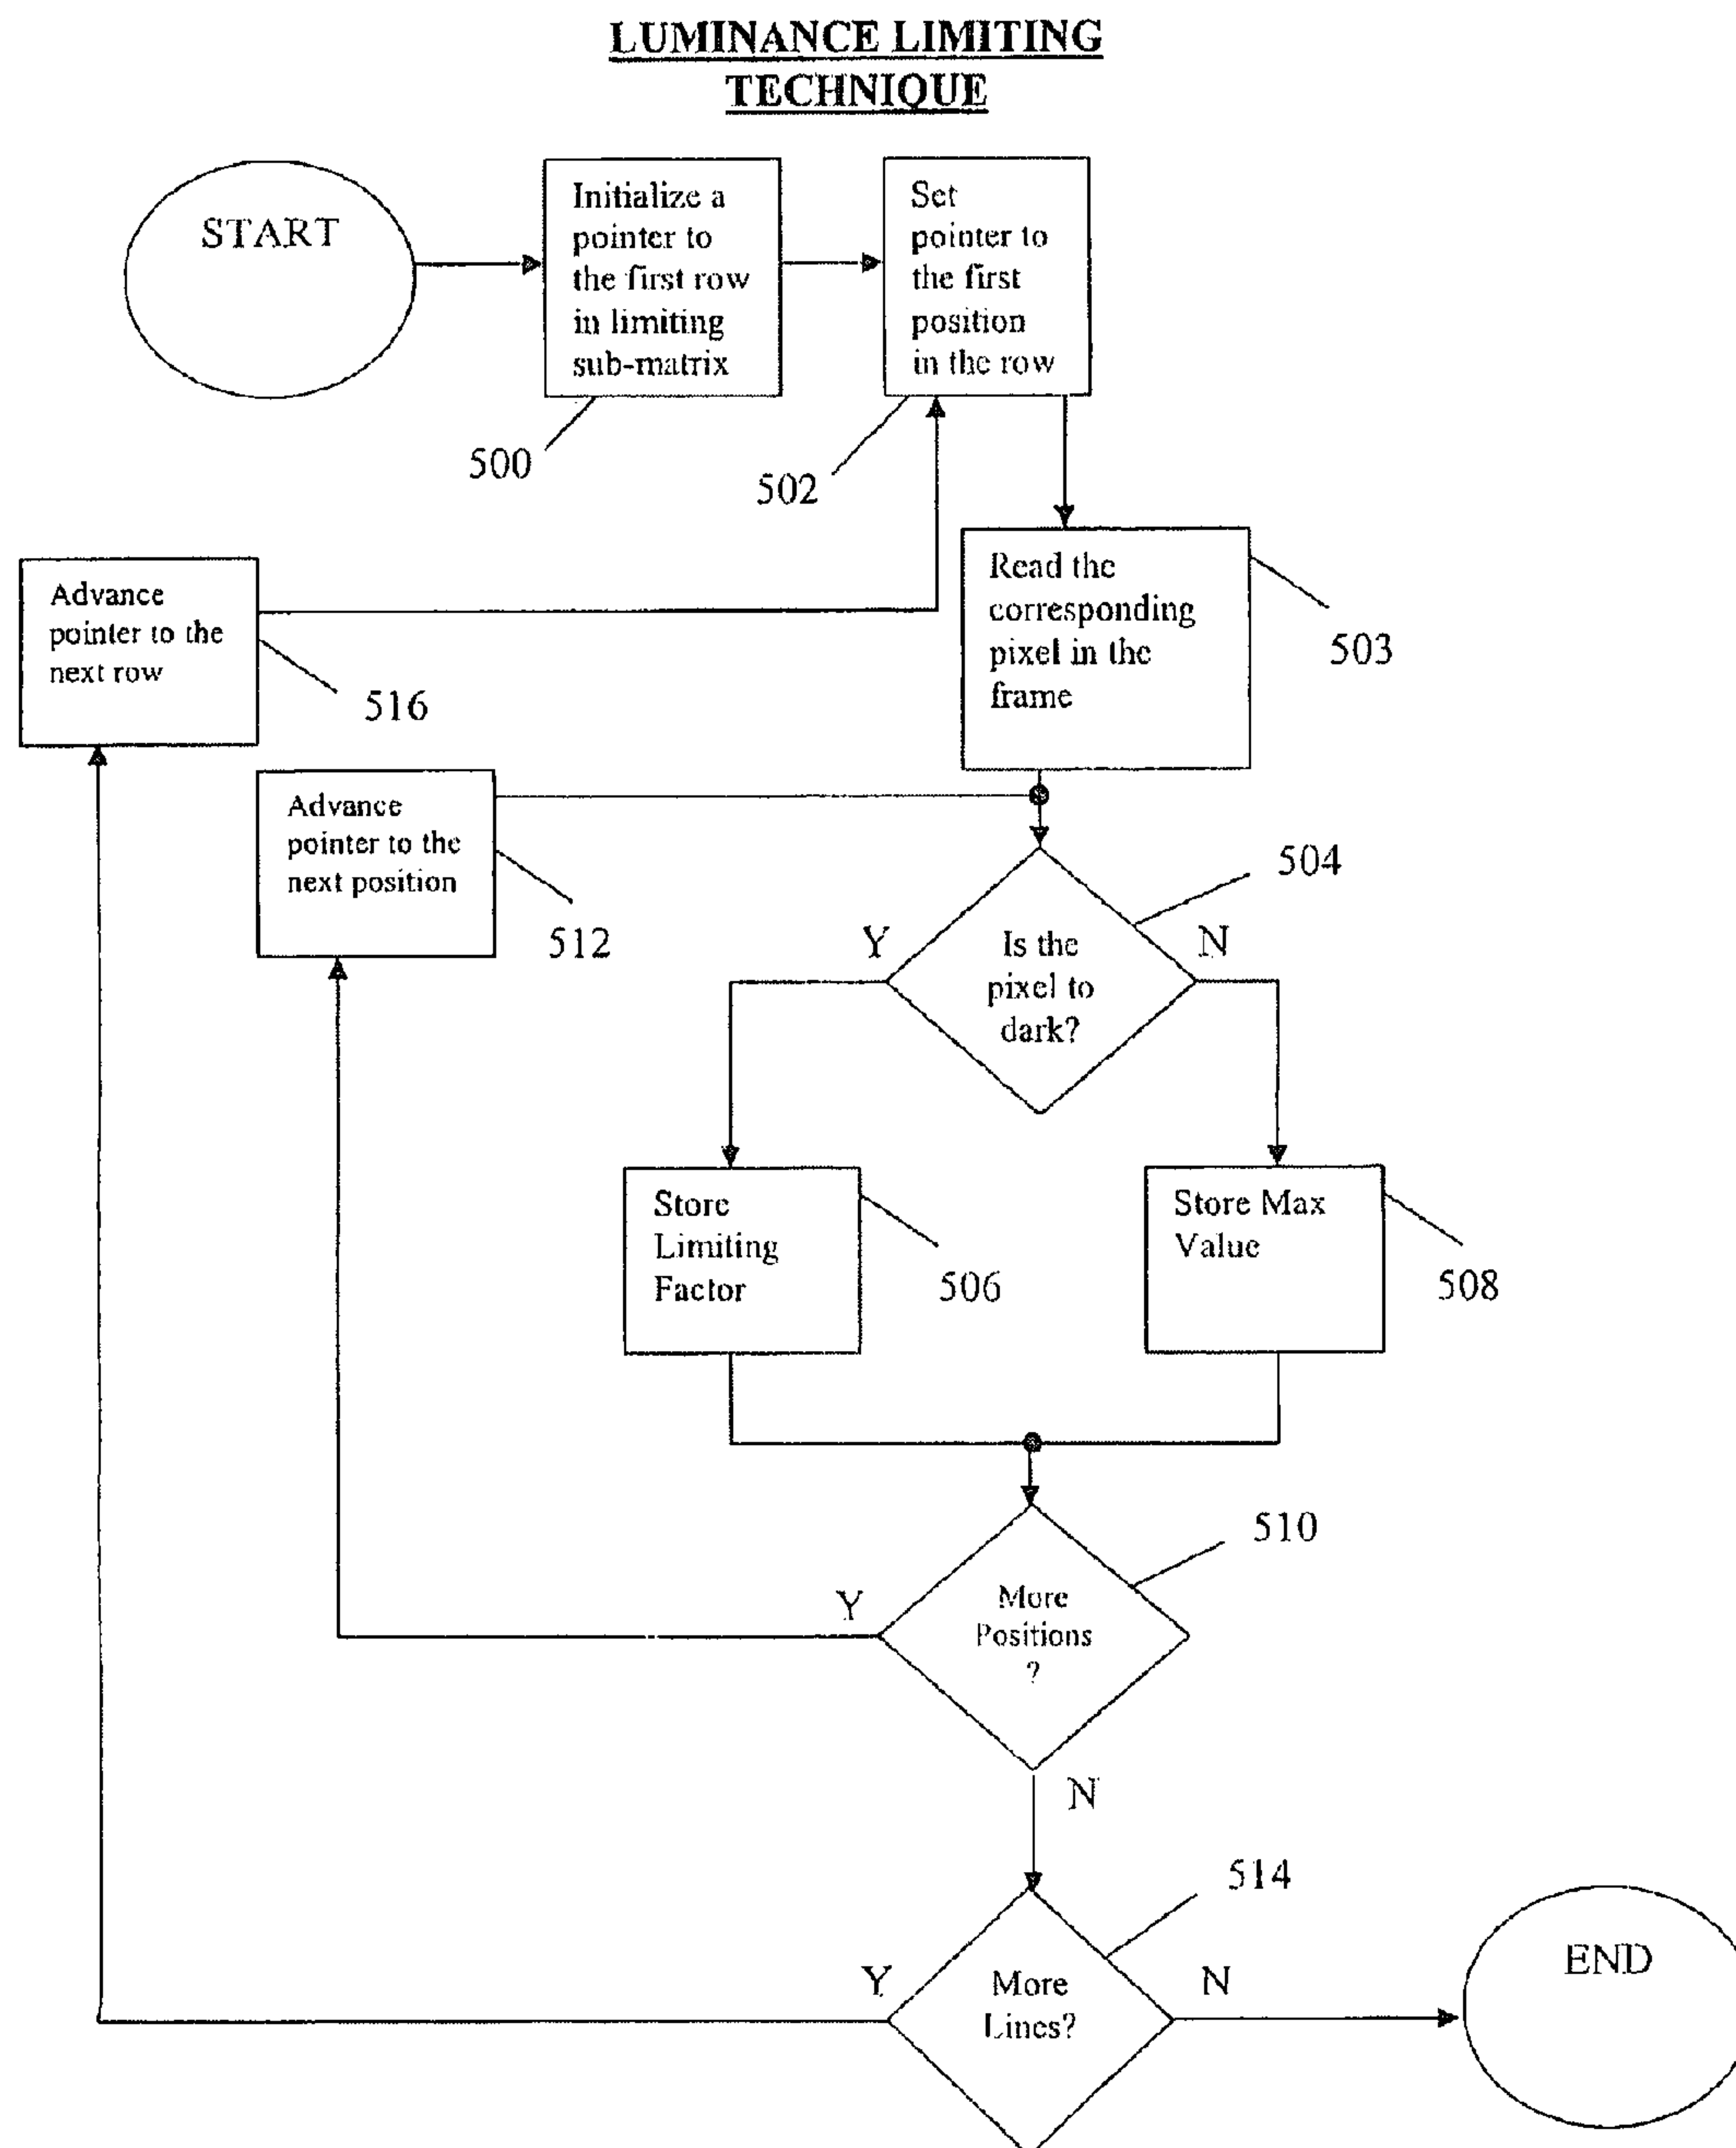 LUMINANCE LIMITING
TECHNIQUE
START
Initialize a
pointer to
the first row
in limiting
sub-matrix
500
Set
pointer to
the first
position
in the row
502
Read the
corresponding
pixel in the
frame
503
Advance
pointer to the
next row
516
Advance
pointer to the
next position
512
504
Y
N
Is the
pixel to
dark?
Store
Limiting
Factor
506
Store Max
Value
508
510
Y
More
Positions
?
N
514
Y
More
Lines?
N
END